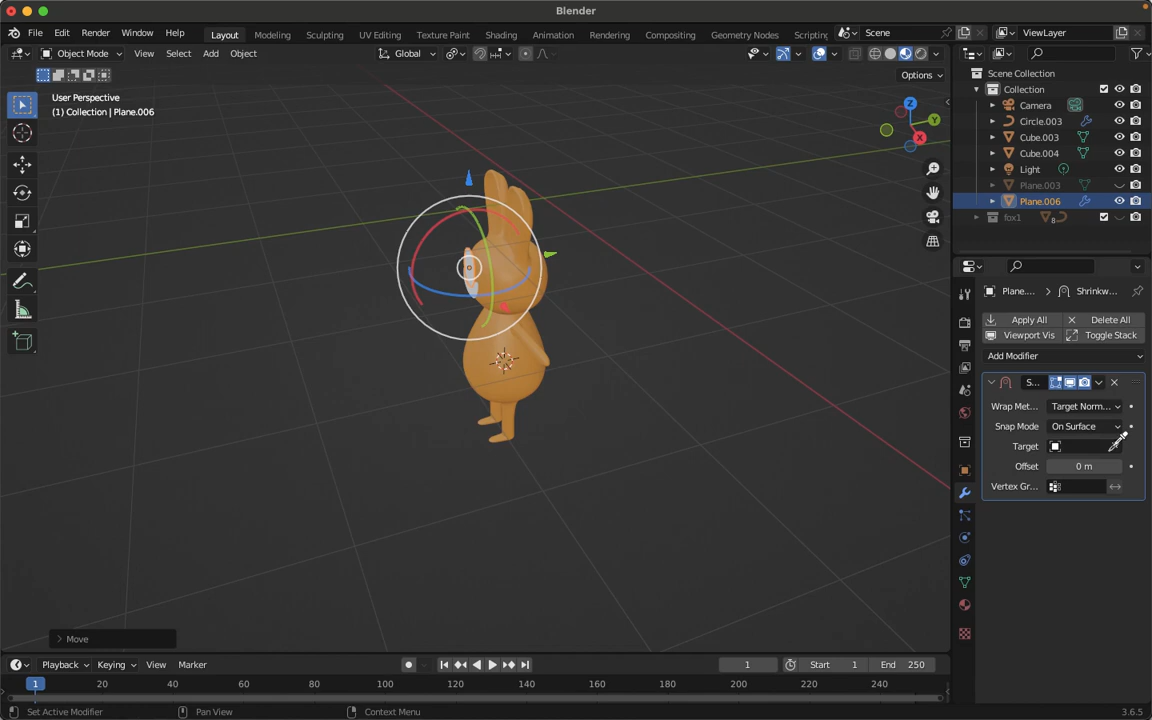 Blender
File Edit Render Window Help Layout Modeling Sculpting UV Editing Texture Paint Shading Animation Rendering Compositing Geometry Nodes Scripting Scene ViewLayer
Object Mode View Select Add Object Global
Options
User Perspective
(1) Collection | Plane.006
Z
Y
X
Scene Collection
Collection
Camera
Circle.003
Cube.003
Cube.004
Light
Plane.003
Plane.006
fox1 8
Plane.... Shrinkw...
Apply All Delete All
Viewport Vis Toggle Stack
Add Modifier
S...
Wrap Met... Target Norm...
Snap Mode On Surface
Target
Offset 0 m
Vertex Gr...
Move
Playback Keying View Marker 1 Start 1 End 250
1 20 40 60 80 100 120 140 160 180 200 220 240
Set Active Modifier Pan View Context Menu 3.6.5